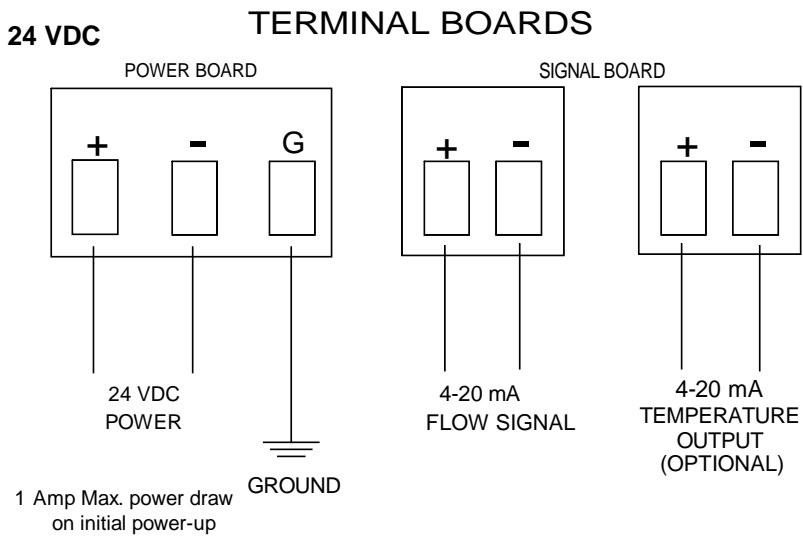 TERMINAL BOARDS
24 VDC
POWER BOARD
SIGNAL BOARD
+ - G
+ -
+ -
24 VDC
POWER
GROUND
4-20 mA
FLOW SIGNAL
4-20 mA
TEMPERATURE
OUTPUT
(OPTIONAL)
1 Amp Max. power draw
on initial power-up